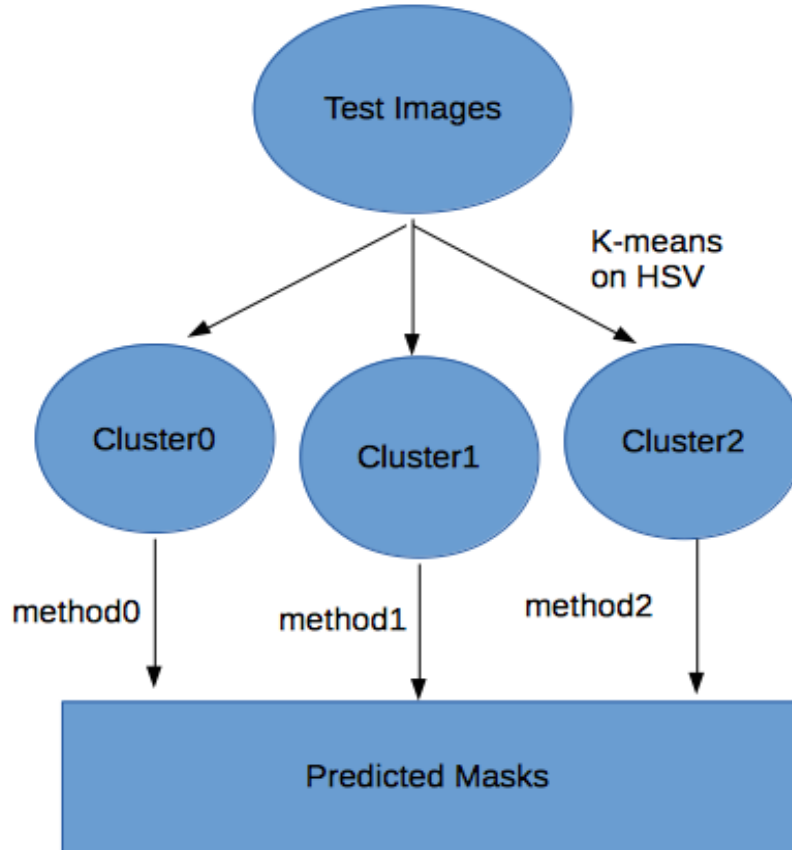 Test Images
K-means
on HSV
Cluster0
Cluster1
Cluster2
method0
method1
method2
Predicted Masks